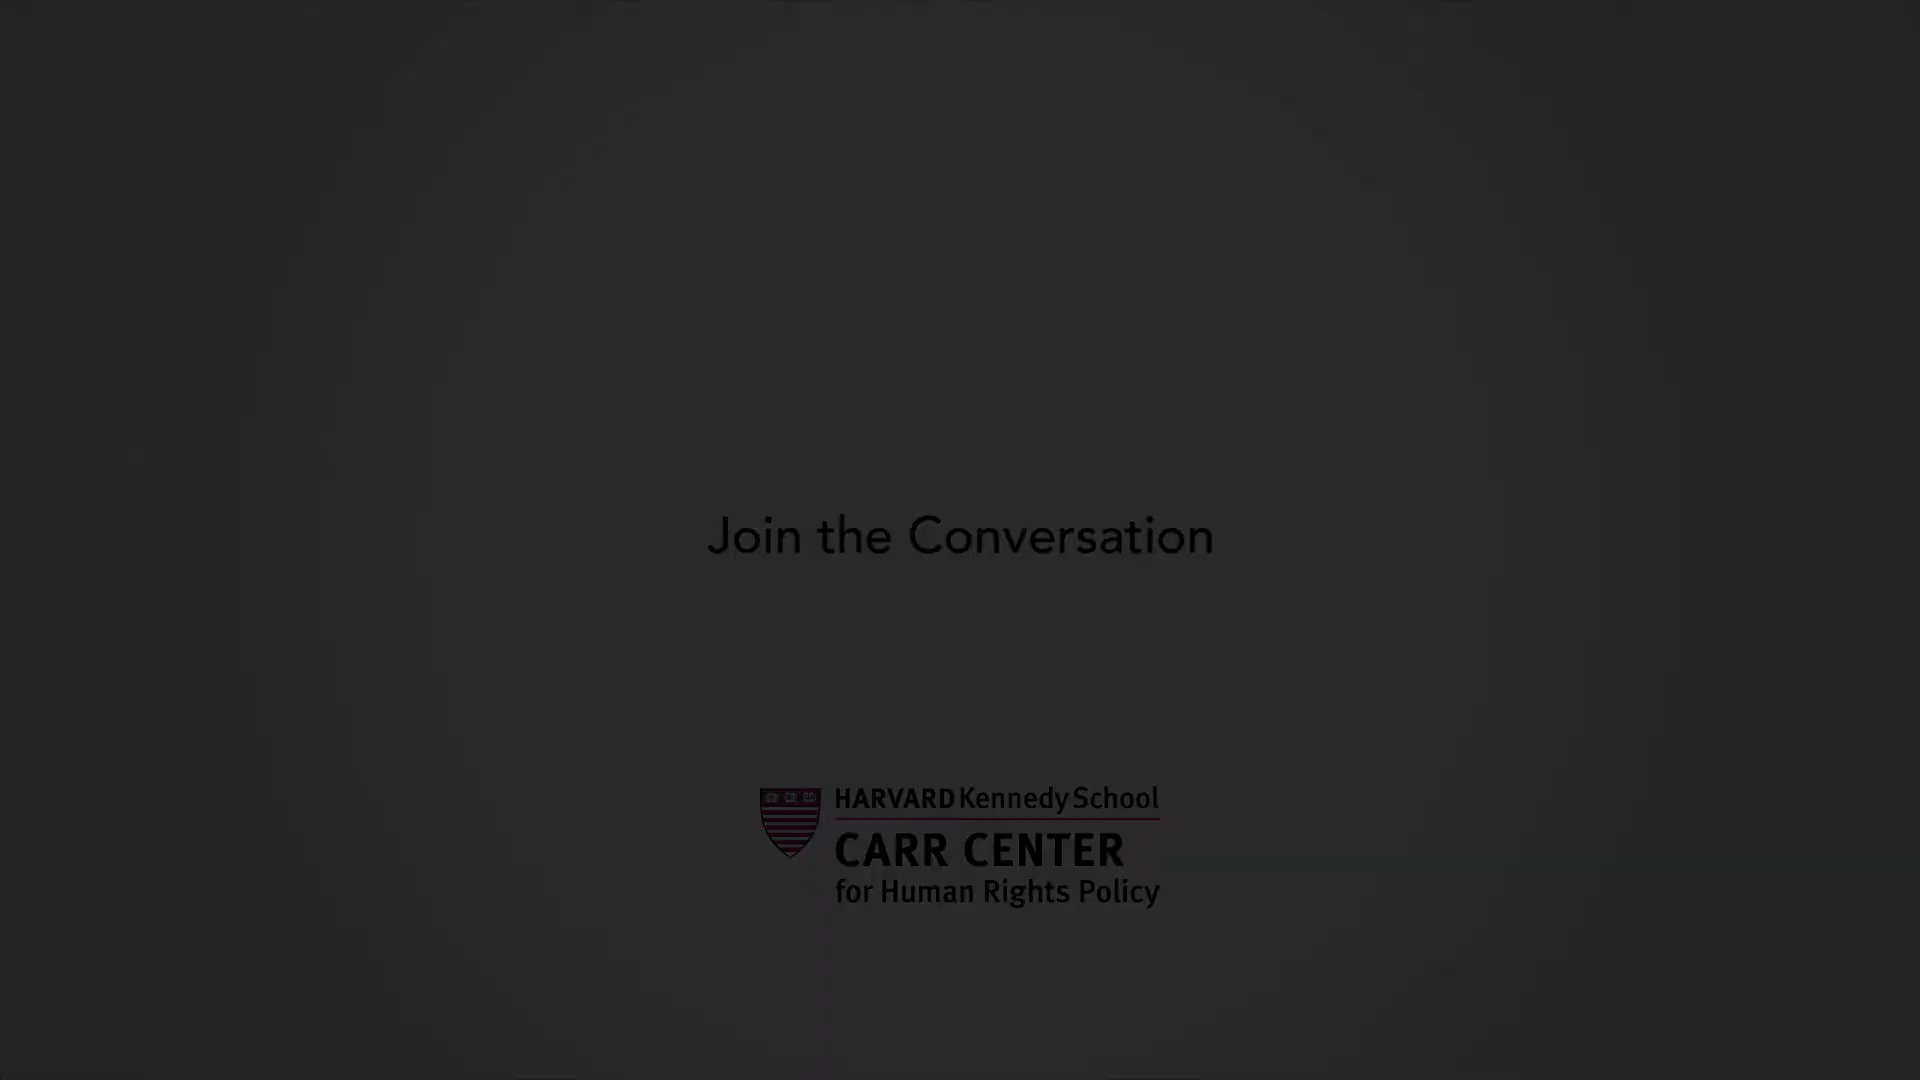 Join the Conversation
HARVARD Kennedy School
CARR CENTER
for Human Rights Policy